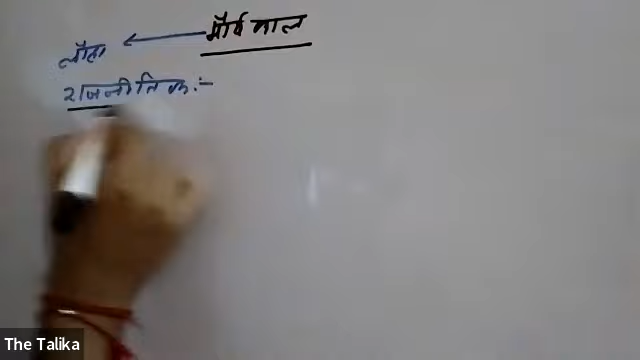 मौर्य काल
लोहा ←
राजनीतिक :-
The Talika